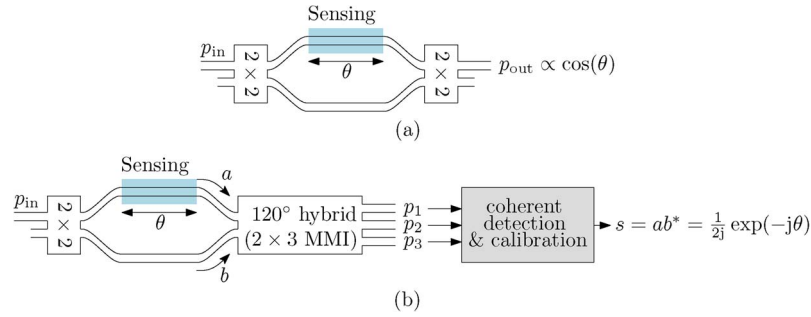 Sensing
p_in
2 × 2
θ
2 × 2
p_out ∝ cos(θ)
(a)
Sensing
a
p_in
2 × 2
θ
b
120° hybrid
(2 × 3 MMI)
p_1
p_2
p_3
coherent
detection
& calibration
s = ab* = 1/2j exp(−jθ)
(b)